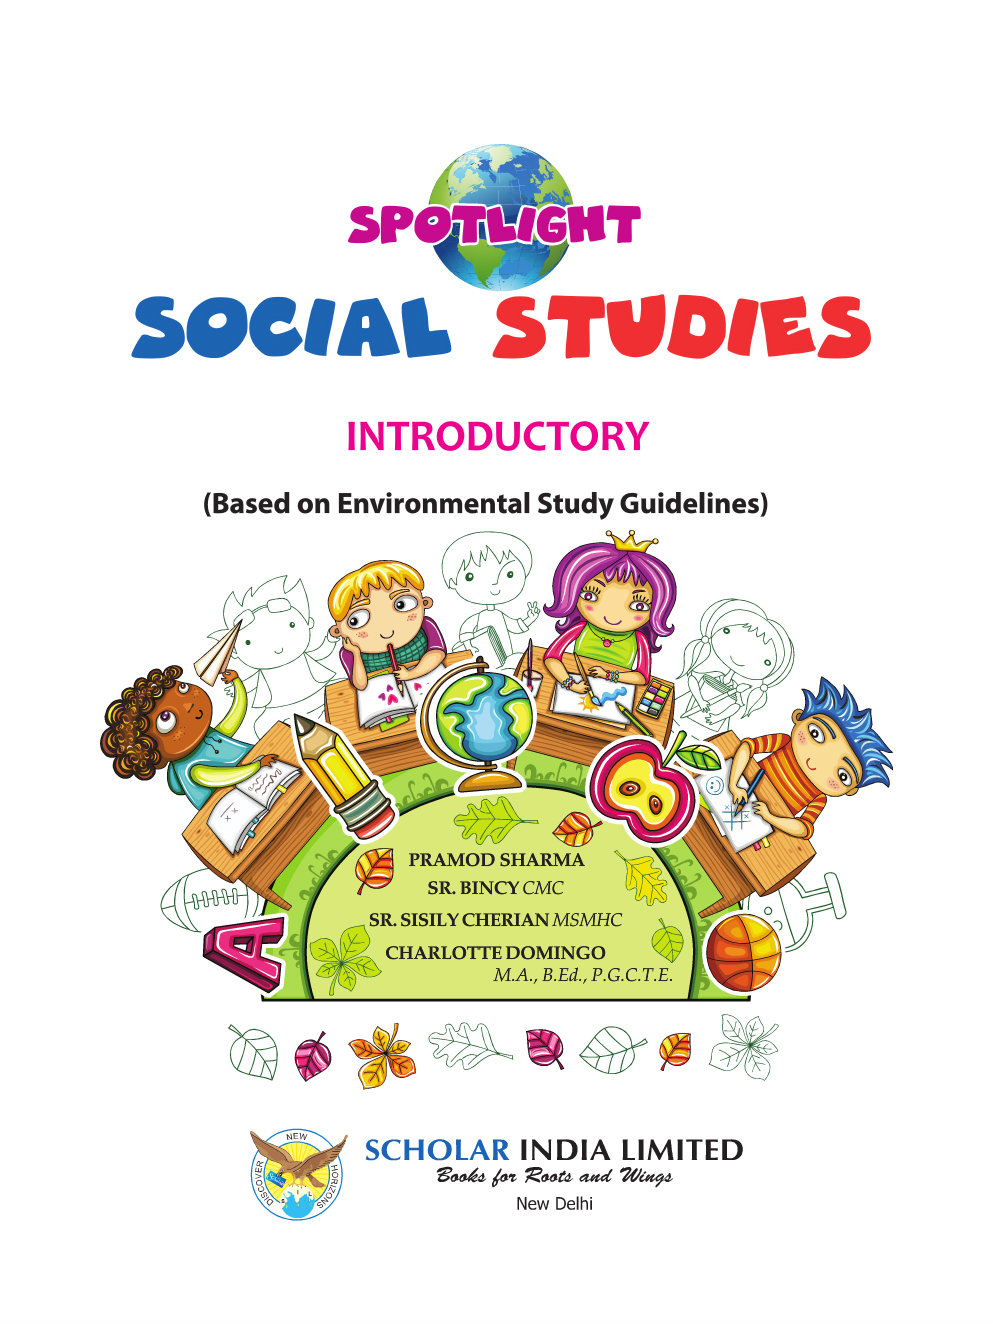 SPOTLIGHT
SOCIAL STUDIES
INTRODUCTORY
(Based on Environmental Study Guidelines)
PRAMOD SHARMA
SR. BINCY CMC
SR. SISILY CHERIAN MSMHC
CHARLOTTE DOMINGO
M.A., B.Ed., P.G.C.T.E.
A
DISCOVER NEW HORIZONS
SCHOLAR INDIA LIMITED
Books for Roots and Wings
New Delhi